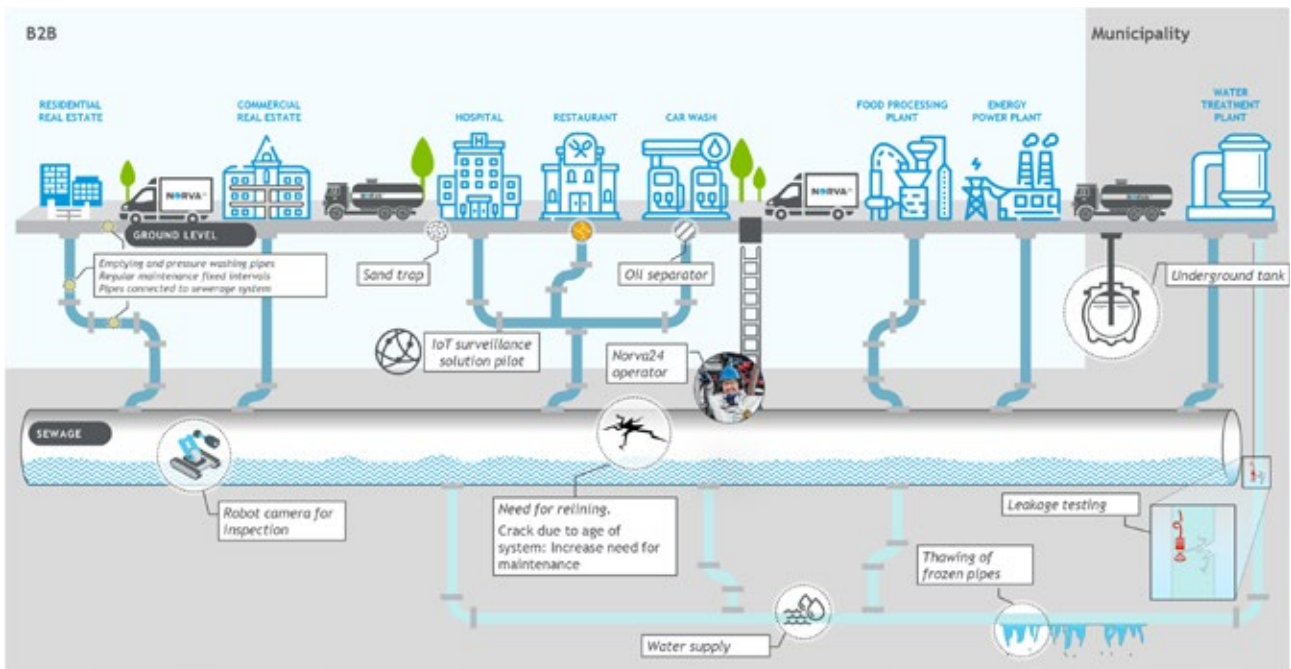 B2B
Municipality
RESIDENTIAL
REAL ESTATE
COMMERCIAL
REAL ESTATE
HOSPITAL
RESTAURANT
CAR WASH
FOOD PROCESSING
PLANT
ENERGY
POWER PLANT
WATER
TREATMENT
PLANT
NORVA
NORVA
GROUND LEVEL
Emptying and pressure washing pipes
Regular maintenance fixed intervals
Pipes connected to sewerage system
Sand trap
Oil separator
Underground tank
IoT surveillance
solution pilot
Norva24
operator
SEWAGE
Robot camera for
inspection
Need for relining.
Crack due to age of
system: Increase need for
maintenance
Leakage testing
Thawing of
frozen pipes
Water supply